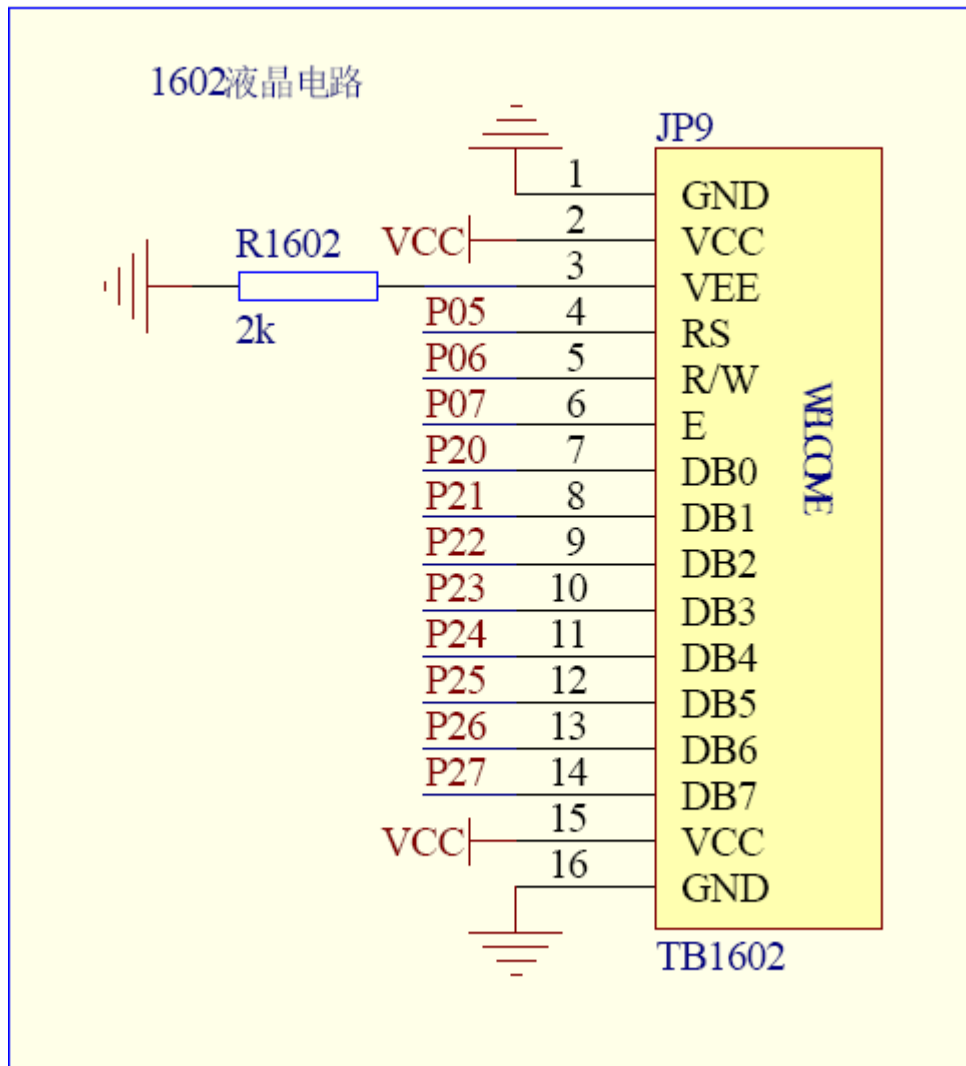 1602液晶电路
JP9
1 GND
VCC 2 VCC
R1602
2k
3 VEE
P05 4 RS
P06 5 R/W
P07 6 E
P20 7 DB0
P21 8 DB1
P22 9 DB2
P23 10 DB3
P24 11 DB4
P25 12 DB5
P26 13 DB6
P27 14 DB7
VCC 15 VCC
16 GND
WELCOME
TB1602